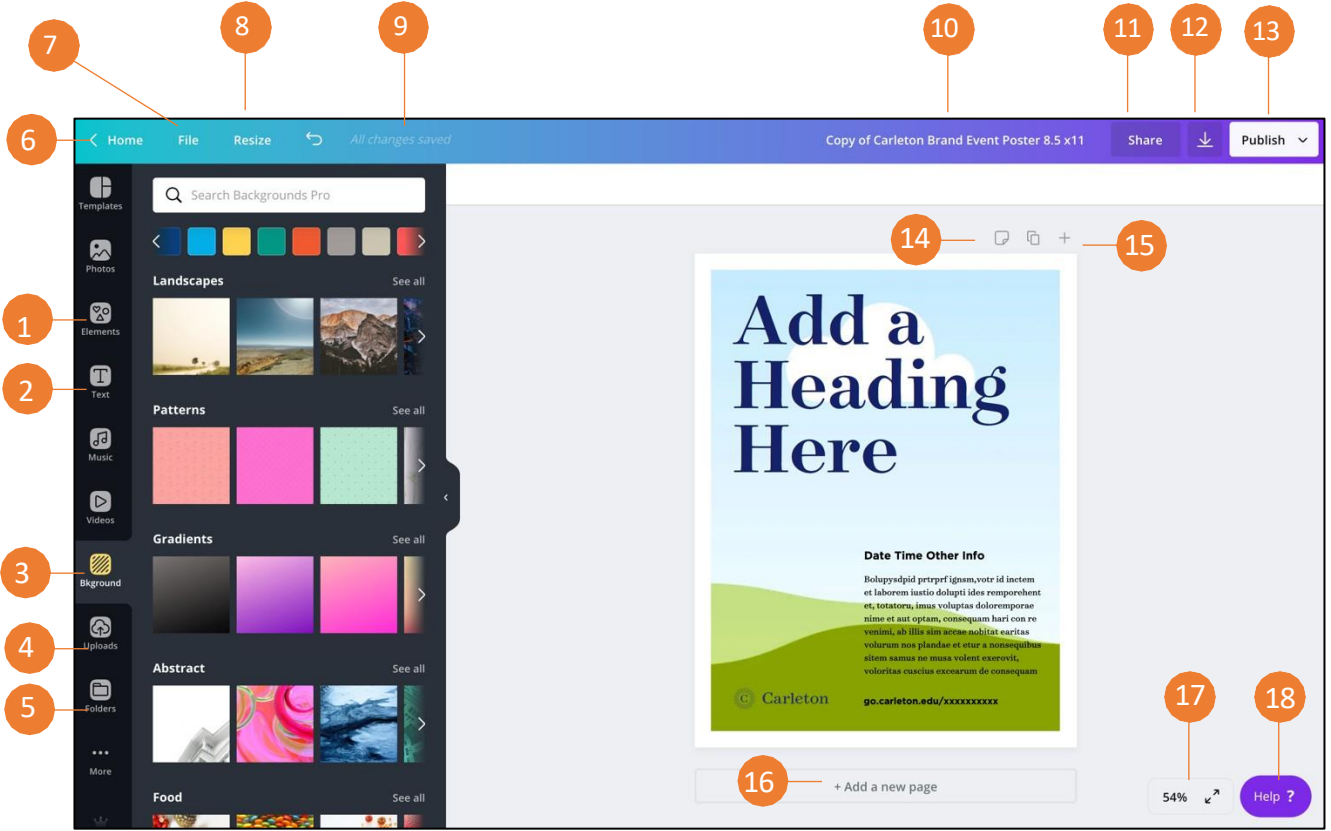 8
9
10
11
12
13
7
6
Home
File
Resize
All changes saved
Copy of Carleton Brand Event Poster 8.5 x11
Share
Publish
Templates
Search Backgrounds Pro
Photos
14
15
Landscapes
See all
1
Elements
2
Text
Patterns
See all
Music
Videos
Gradients
See all
3
Bkground
4
Uploads
Abstract
See all
5
Folders
More
Food
See all
Add a
Heading
Here
Date Time Other Info
Bolupysdpid prtrprf ignsm,votr id inctem
et laborem iustio dolupti ides remporehent
et, totatoru, imus voluptas doloremporae
nime et aut optam, consequam hari con re
venimi, ab illis sim accae nobitat earitas
volurum nos plandae et etur a nonsequibus
sitem samus ne musa volent exerovit,
voloritas cuscius excearum de consequam
C Carleton
go.carleton.edu/xxxxxxxxxx
16
+ Add a new page
17
18
54%
Help ?